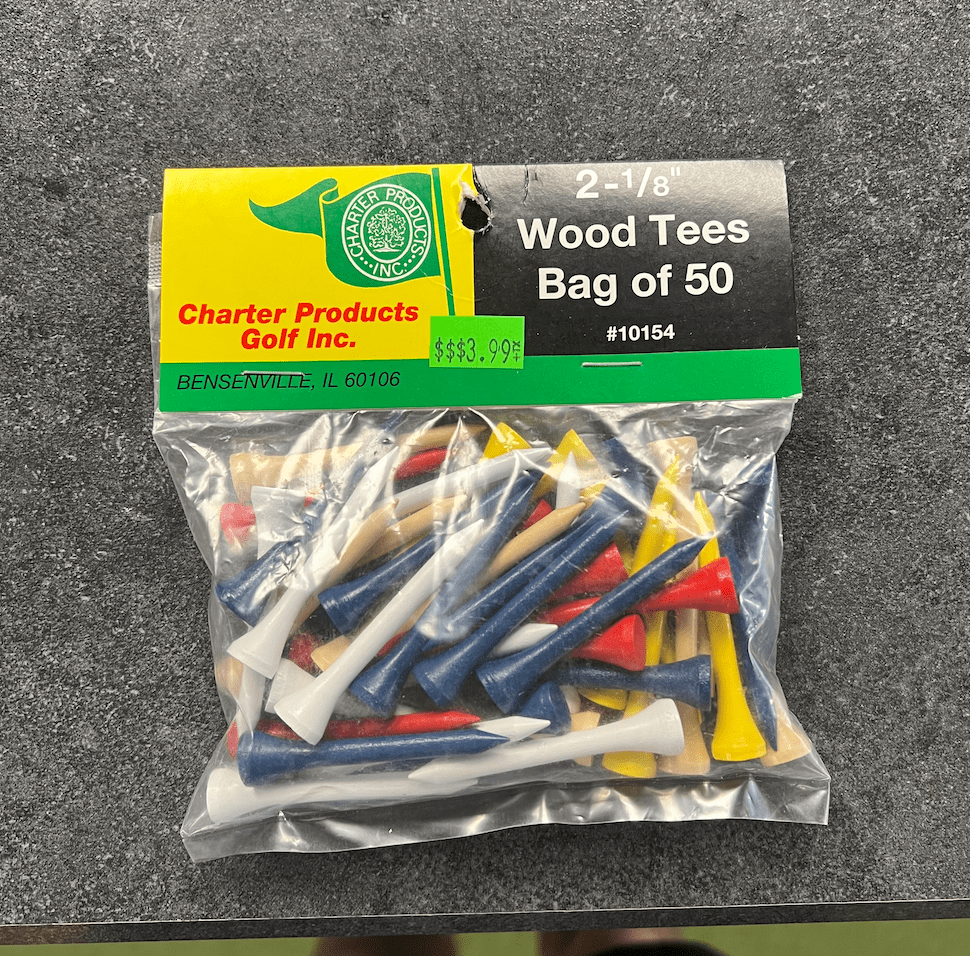 CHARTER PRODUCTS
INC.
Charter Products
Golf Inc.
BENSENVILLE, IL 60106
2-1/8"
Wood Tees
Bag of 50
#10154
$$$3.99